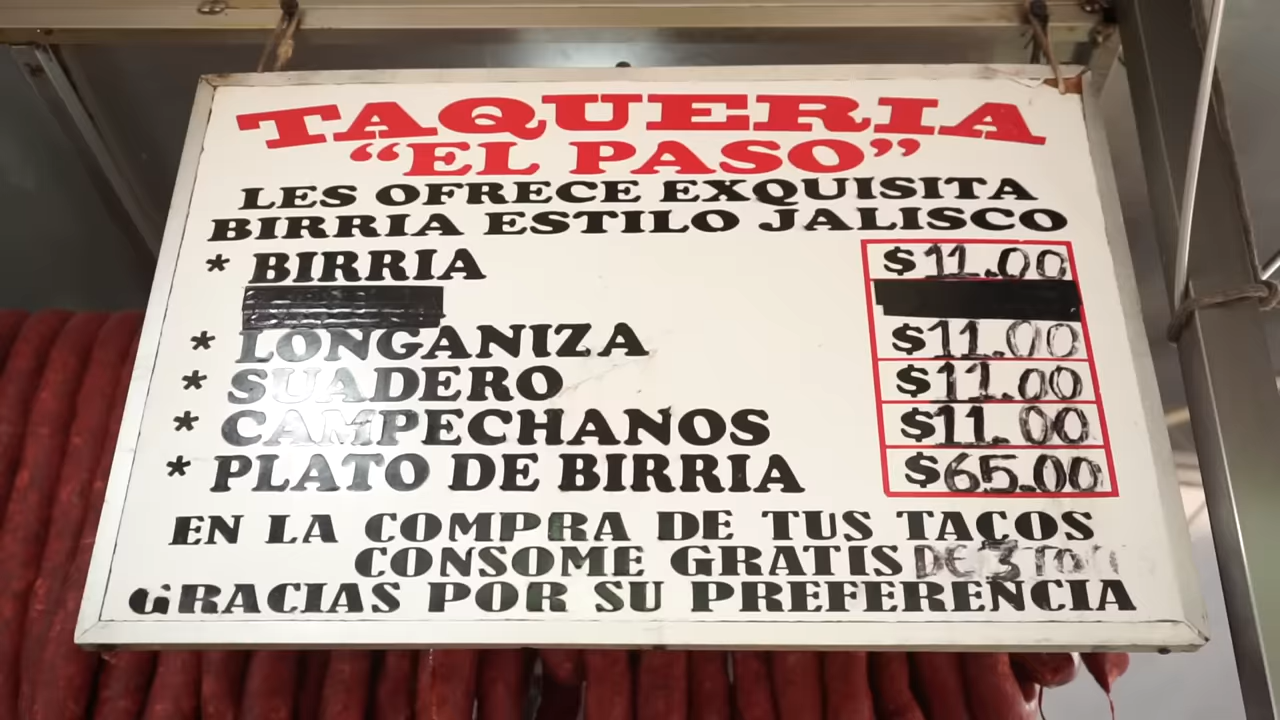 TAQUERIA
“EL PASO”
LES OFRECE EXQUISITA
BIRRIA ESTILO JALISCO
* BIRRIA $11.00
* LONGANIZA $11.00
* SUADERO $11.00
* CAMPECHANOS $11.00
* PLATO DE BIRRIA $65.00
EN LA COMPRA DE TUS TACOS
CONSOME GRATIS DE 3
GRACIAS POR SU PREFERENCIA